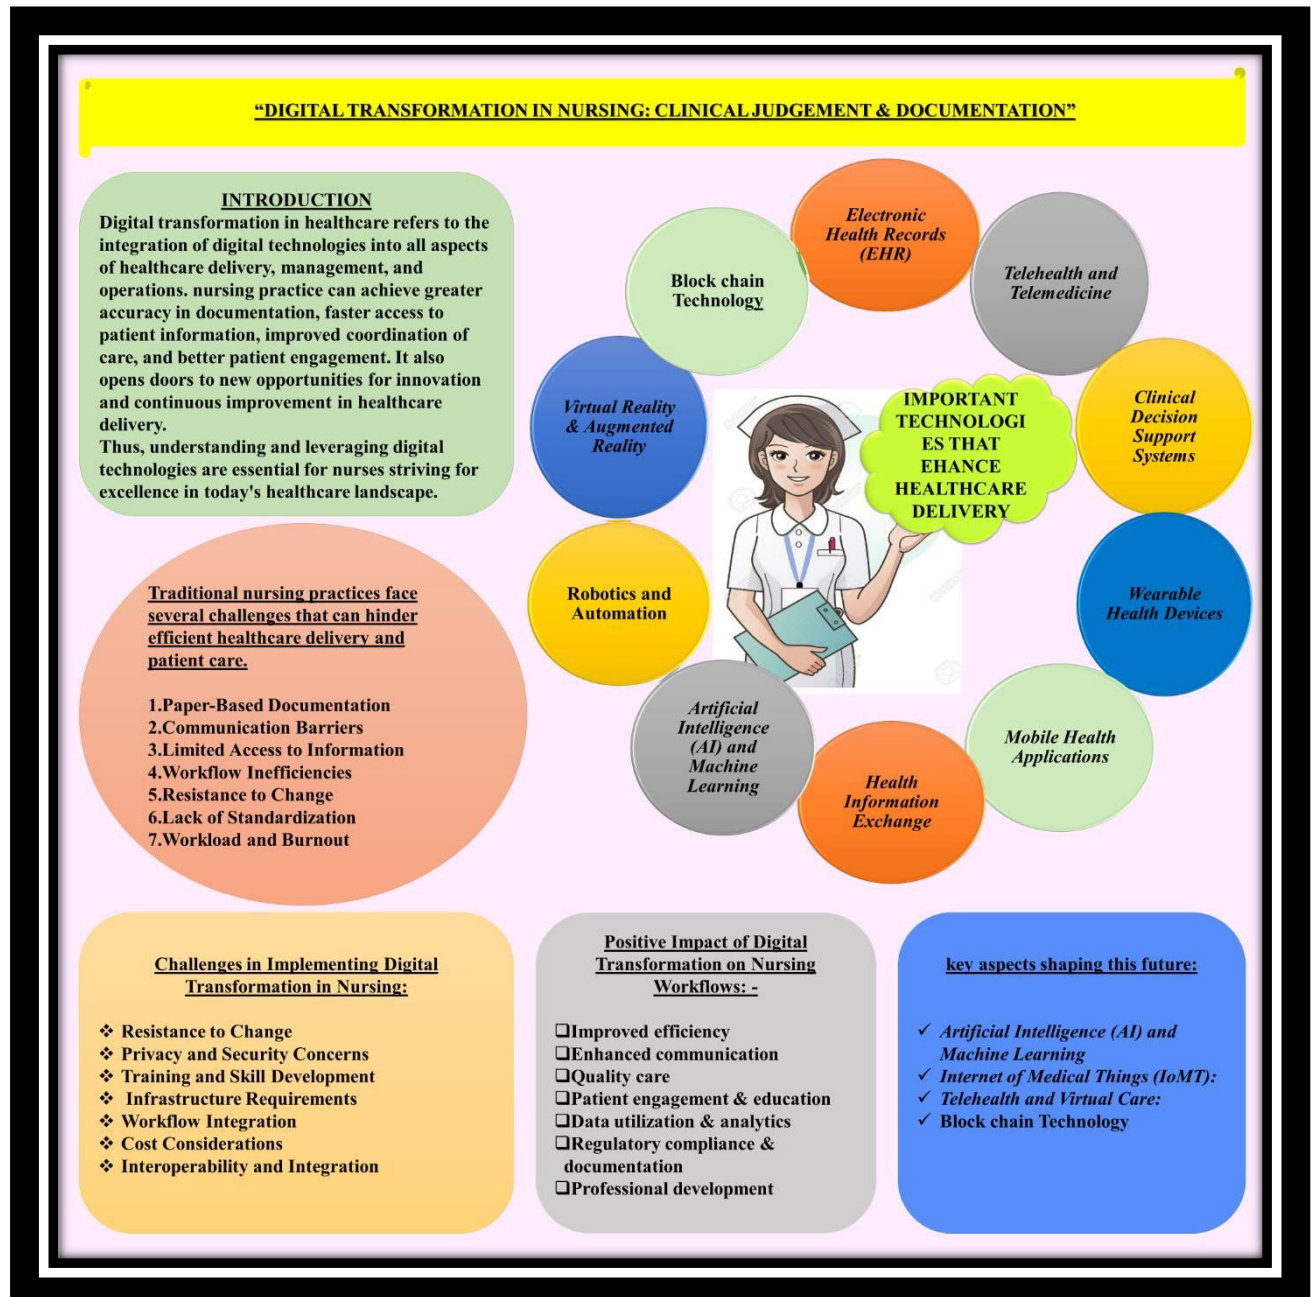 “DIGITAL TRANSFORMATION IN NURSING: CLINICAL JUDGEMENT & DOCUMENTATION”
INTRODUCTION
Digital transformation in healthcare refers to the
integration of digital technologies into all aspects
of healthcare delivery, management, and
operations. nursing practice can achieve greater
accuracy in documentation, faster access to
patient information, improved coordination of
care, and better patient engagement. It also
opens doors to new opportunities for innovation
and continuous improvement in healthcare
delivery.
Thus, understanding and leveraging digital
technologies are essential for nurses striving for
excellence in today's healthcare landscape.
Electronic
Health Records
(EHR)
Telehealth and
Telemedicine
Clinical
Decision
Support
Systems
Wearable
Health Devices
Mobile Health
Applications
Health
Information
Exchange
Artificial
Intelligence
(AI) and
Machine
Learning
Robotics and
Automation
Virtual Reality
& Augmented
Reality
Block chain
Technology
IMPORTANT
TECHNOLOGI
ES THAT
EHANCE
HEALTHCARE
DELIVERY
Traditional nursing practices face
several challenges that can hinder
efficient healthcare delivery and
patient care.
1.Paper-Based Documentation
2.Communication Barriers
3.Limited Access to Information
4.Workflow Inefficiencies
5.Resistance to Change
6.Lack of Standardization
7.Workload and Burnout
Challenges in Implementing Digital
Transformation in Nursing:
❖ Resistance to Change
❖ Privacy and Security Concerns
❖ Training and Skill Development
❖ Infrastructure Requirements
❖ Workflow Integration
❖ Cost Considerations
❖ Interoperability and Integration
Positive Impact of Digital
Transformation on Nursing
Workflows: -
❑Improved efficiency
❑Enhanced communication
❑Quality care
❑Patient engagement & education
❑Data utilization & analytics
❑Regulatory compliance &
documentation
❑Professional development
key aspects shaping this future:
✓ Artificial Intelligence (AI) and
Machine Learning
✓ Internet of Medical Things (IoMT):
✓ Telehealth and Virtual Care:
✓ Block chain Technology